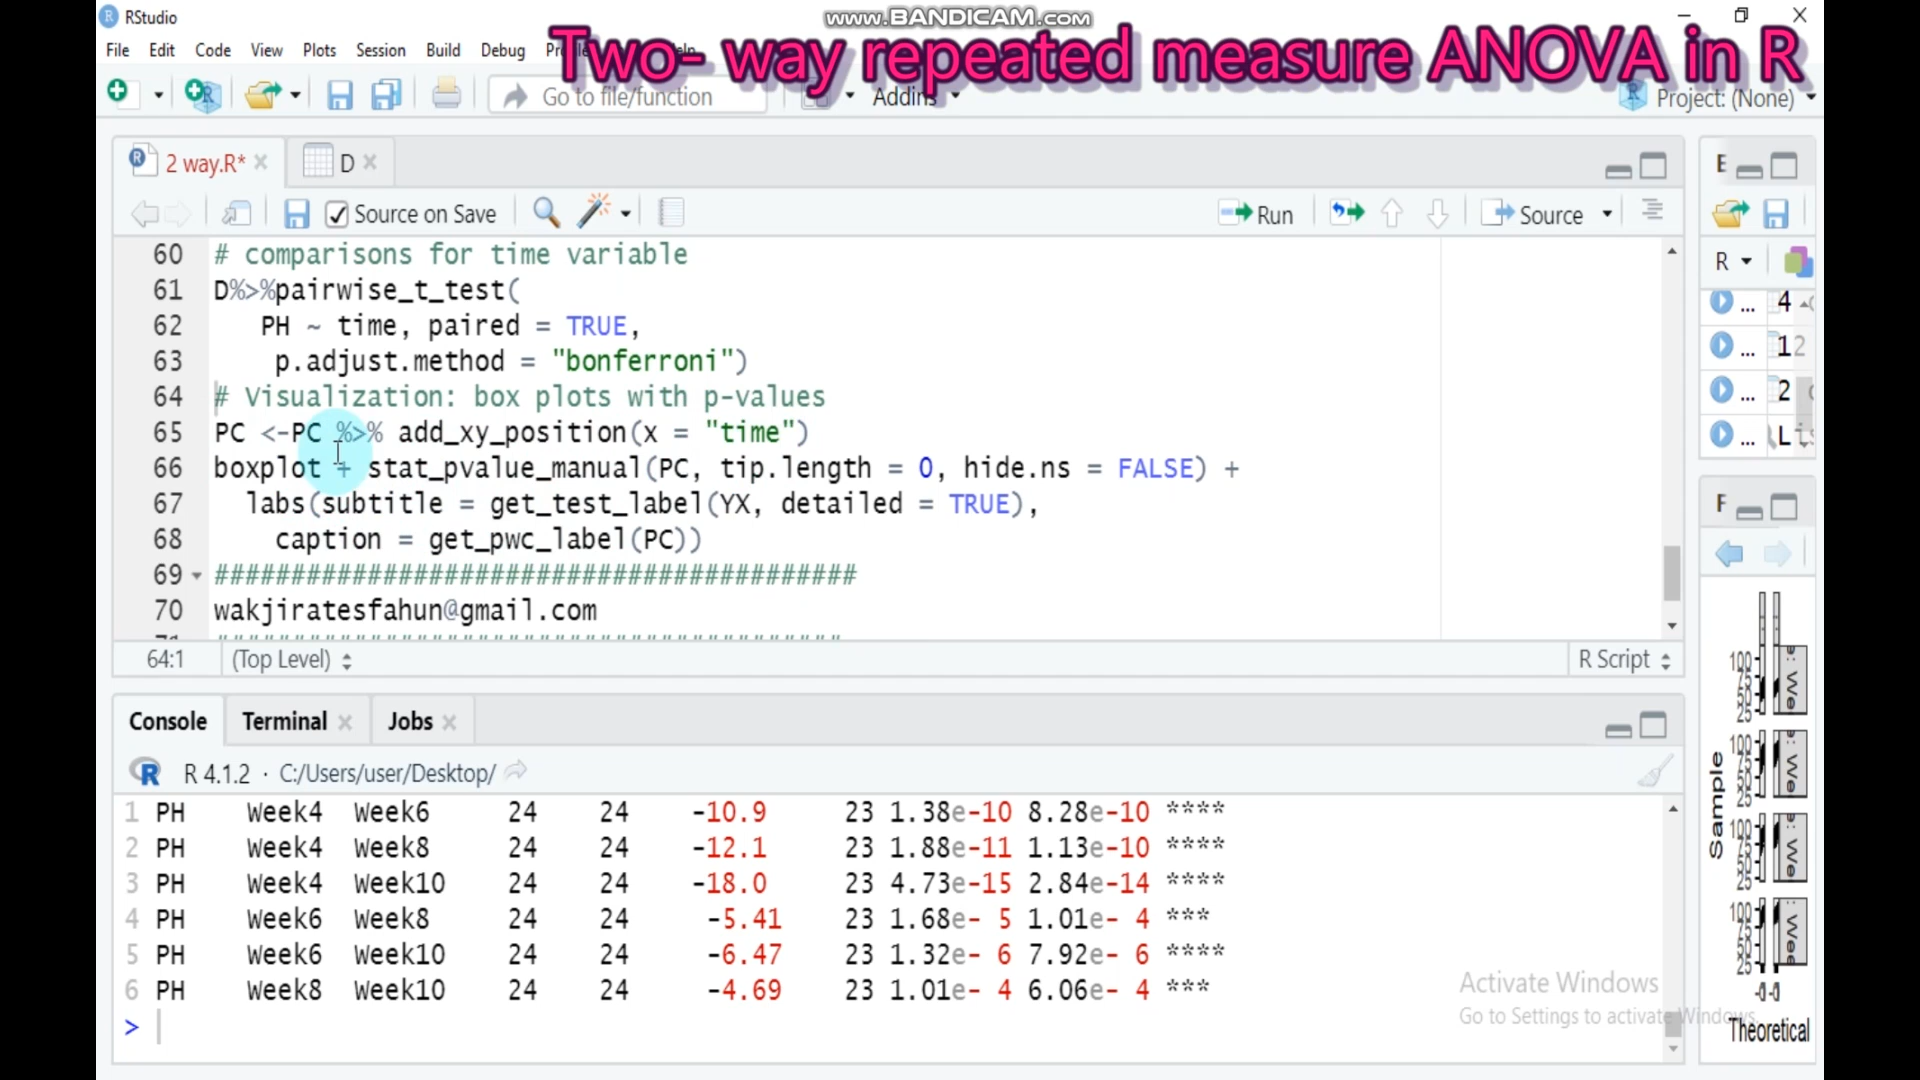 RStudio
www.BANDICAM.com
Two- way repeated measure ANOVA in R
File Edit Code View Plots Session Build Debug
Go to file/function
Addins
Project: (None)
2 way.R*
D
E
Source on Save
Run
Source
R
60 # comparisons for time variable
61 D%>%pairwise_t_test(
62 PH ~ time, paired = TRUE,
63 p.adjust.method = "bonferroni")
64 # Visualization: box plots with p-values
65 PC <-PC %>% add_xy_position(x = "time")
66 boxplot + stat_pvalue_manual(PC, tip.length = 0, hide.ns = FALSE) +
67 labs(subtitle = get_test_label(YX, detailed = TRUE),
68 caption = get_pwc_label(PC))
69 ##########################################
70 wakjiratesfahun@gmail.com
64:1 (Top Level) R Script
... 4
... 12
... 2
... Lis
F
Console Terminal Jobs
R 4.1.2 · C:/Users/user/Desktop/
1 PH Week4 Week6 24 24 -10.9 23 1.38e-10 8.28e-10 ****
2 PH Week4 Week8 24 24 -12.1 23 1.88e-11 1.13e-10 ****
3 PH Week4 Week10 24 24 -18.0 23 4.73e-15 2.84e-14 ****
4 PH Week6 Week8 24 24 -5.41 23 1.68e- 5 1.01e- 4 ***
5 PH Week6 Week10 24 24 -6.47 23 1.32e- 6 7.92e- 6 ****
6 PH Week8 Week10 24 24 -4.69 23 1.01e- 4 6.06e- 4 ***
>
Activate Windows
Go to Settings to activate Windows.
Sample
Theoretical